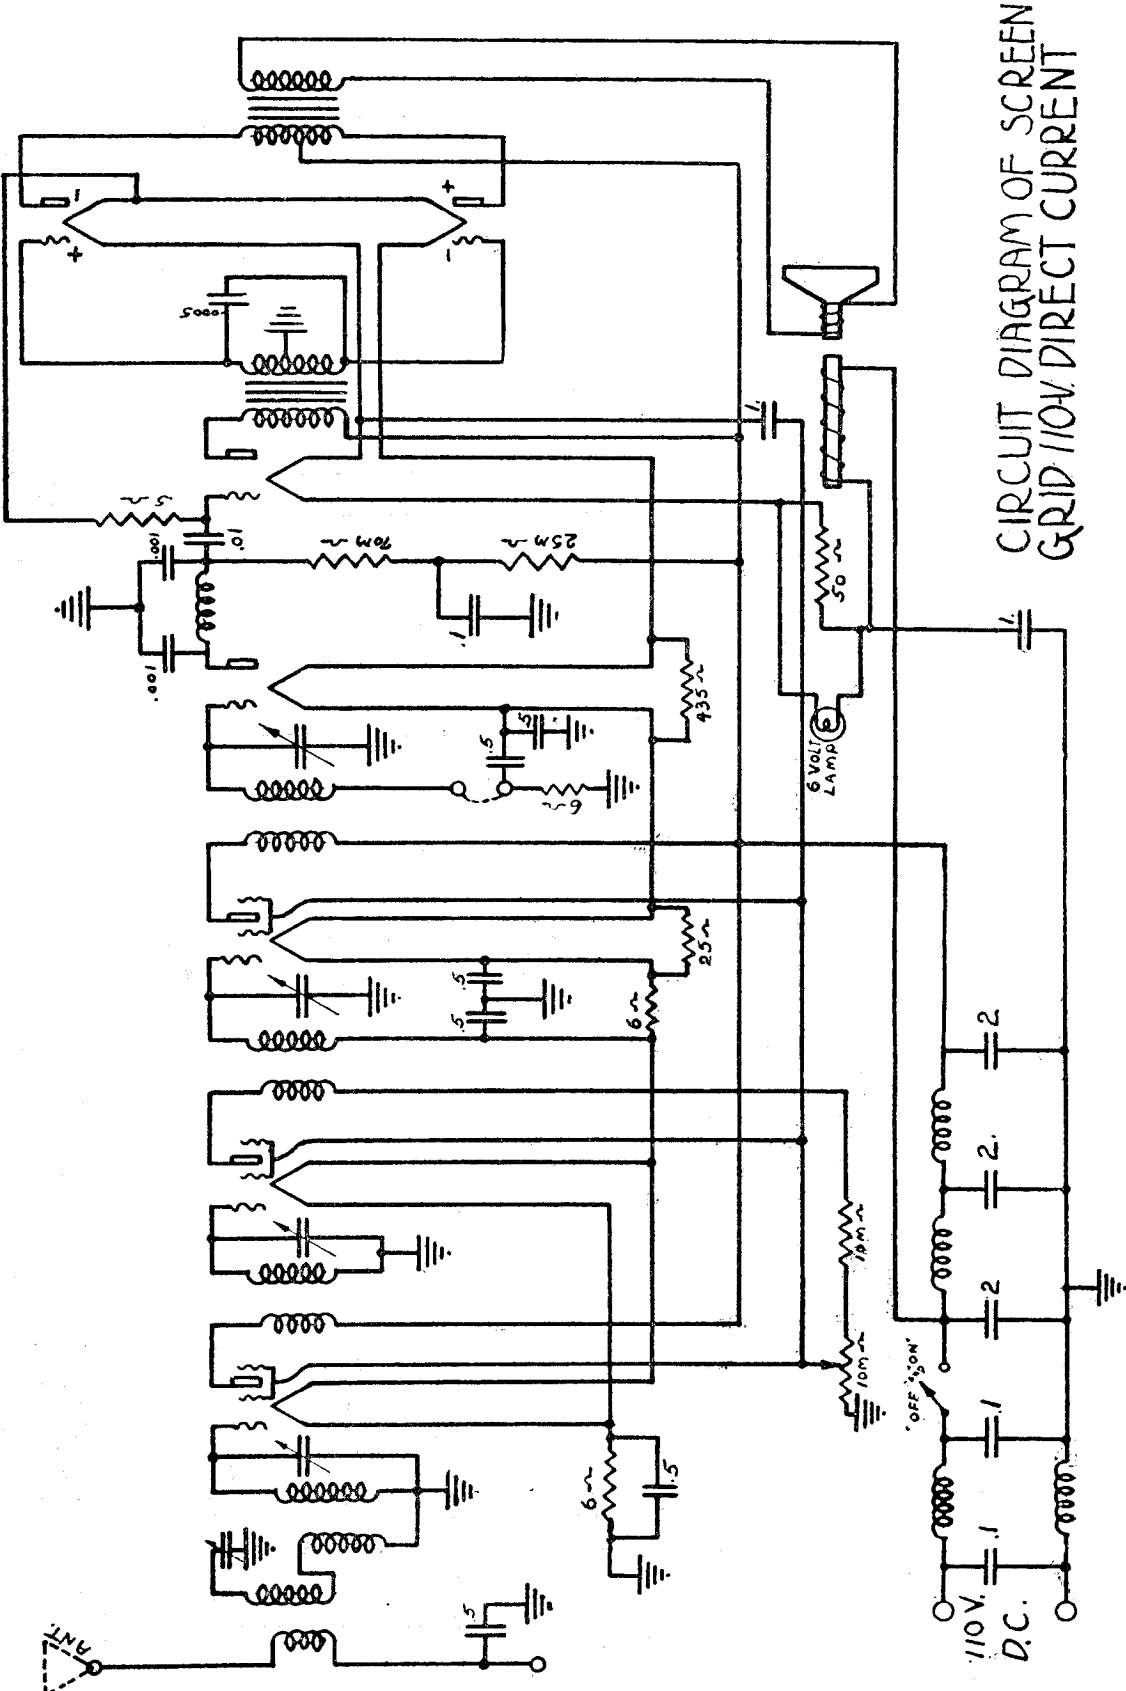 CIRCUIT DIAGRAM OF SCREEN
GRID 110-V. DIRECT CURRENT
ANT.
.5
6 ~
.5
10M ~
10M ~
.5
.5
6 ~
25 ~
.5
.5
6 ~
435 ~
.001
.001
.01
5 ~
70M ~
25M ~
.1
.0005
+
-
+
-
1.
50 ~
6 VOLT
LAMP
1.
"OFF" "ON"
110 V.
D.C.
.1
.1
2
2.
2